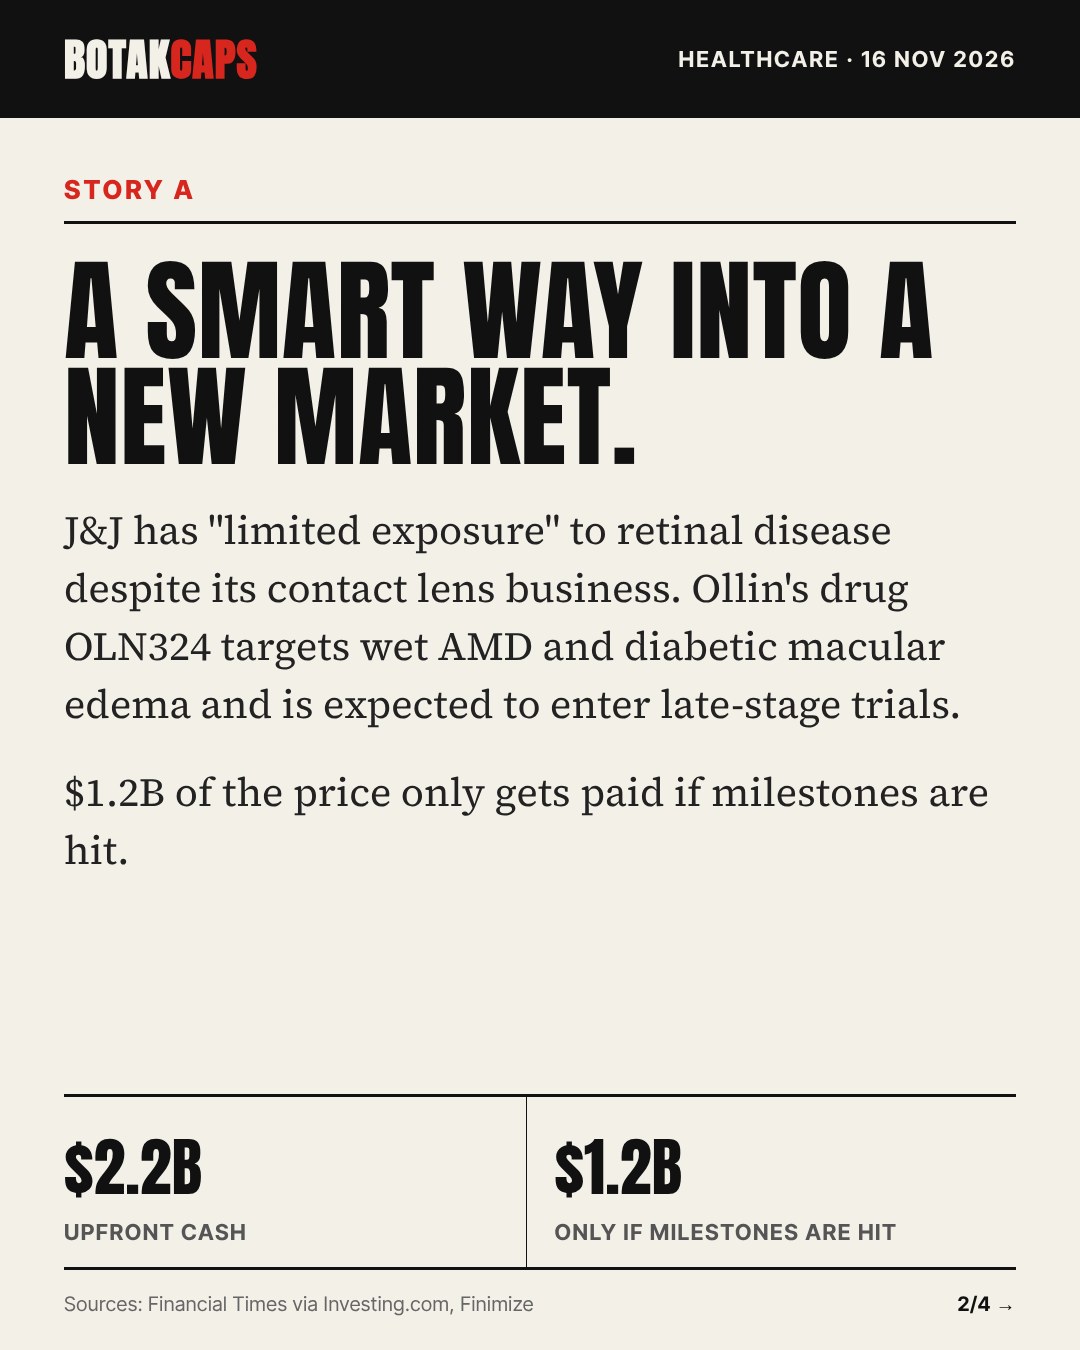 BOTAKCAPS
HEALTHCARE · 16 NOV 2026
STORY A
A SMART WAY INTO A
NEW MARKET.
J&J has "limited exposure" to retinal disease
despite its contact lens business. Ollin's drug
OLN324 targets wet AMD and diabetic macular
edema and is expected to enter late-stage trials.
$1.2B of the price only gets paid if milestones are
hit.
$2.2B
UPFRONT CASH
$1.2B
ONLY IF MILESTONES ARE HIT
Sources: Financial Times via Investing.com, Finimize
2/4 →